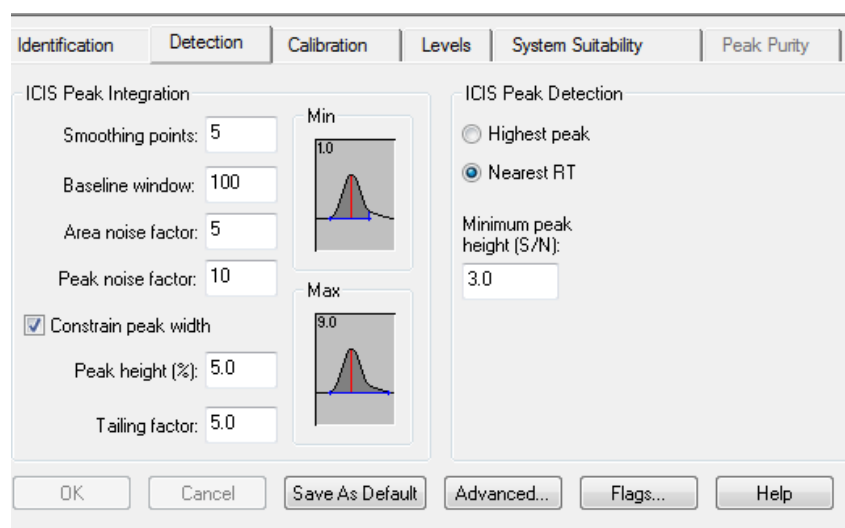 Identification Detection Calibration Levels System Suitability Peak Purity
ICIS Peak Integration
Smoothing points: 5
Baseline window: 100
Area noise factor: 5
Peak noise factor: 10
Constrain peak width
Peak height (%): 5.0
Tailing factor: 5.0
Min
1.0
Max
9.0
ICIS Peak Detection
Highest peak
Nearest RT
Minimum peak
height (S/N):
3.0
OK Cancel Save As Default Advanced... Flags... Help